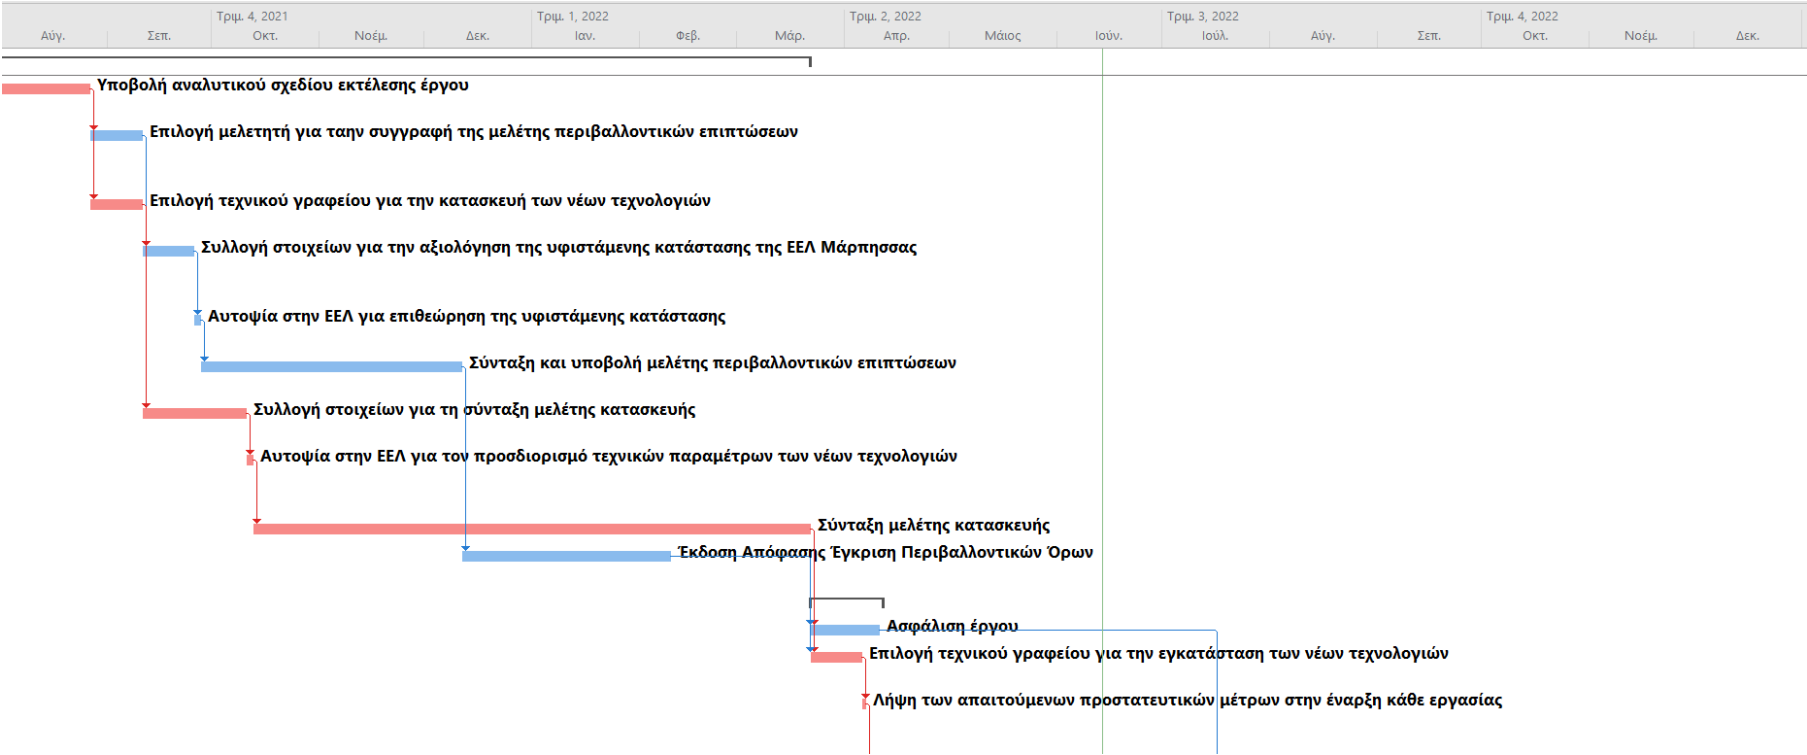 Τριμ. 4, 2021 Τριμ. 1, 2022 Τριμ. 2, 2022 Τριμ. 3, 2022 Τριμ. 4, 2022
Αύγ. Σεπ. Οκτ. Νοέμ. Δεκ. Ιαν. Φεβ. Μάρ. Απρ. Μάιος Ιούν. Ιούλ. Αύγ. Σεπ. Οκτ. Νοέμ. Δεκ.
Υποβολή αναλυτικού σχεδίου εκτέλεσης έργου
Επιλογή μελετητή για ταην συγγραφή της μελέτης περιβαλλοντικών επιπτώσεων
Επιλογή τεχνικού γραφείου για την κατασκευή των νέων τεχνολογιών
Συλλογή στοιχείων για την αξιολόγηση της υφιστάμενης κατάστασης της ΕΕΛ Μάρπησσας
Αυτοψία στην ΕΕΛ για επιθεώρηση της υφιστάμενης κατάστασης
Σύνταξη και υποβολή μελέτης περιβαλλοντικών επιπτώσεων
Συλλογή στοιχείων για τη σύνταξη μελέτης κατασκευής
Αυτοψία στην ΕΕΛ για τον προσδιορισμό τεχνικών παραμέτρων των νέων τεχνολογιών
Σύνταξη μελέτης κατασκευής
Έκδοση Απόφασης Έγκριση Περιβαλλοντικών Όρων
Ασφάλιση έργου
Επιλογή τεχνικού γραφείου για την εγκατάσταση των νέων τεχνολογιών
Λήψη των απαιτούμενων προστατευτικών μέτρων στην έναρξη κάθε εργασίας